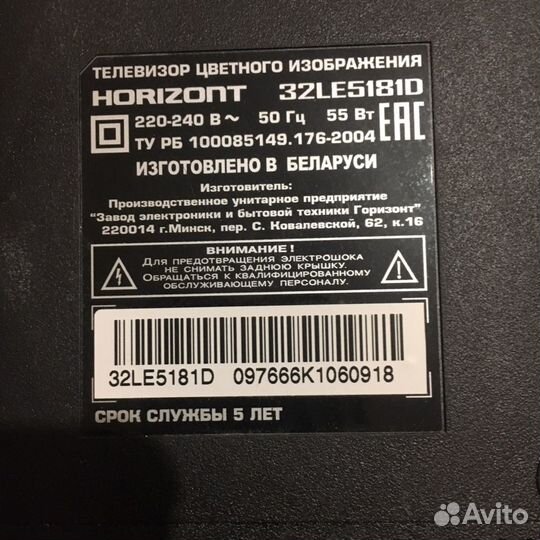 ТЕЛЕВИЗОР ЦВЕТНОГО ИЗОБРАЖЕНИЯ
HORIZONT 32LE5181D
220-240 В ~ 50 Гц 55 Вт
ТУ РБ 100085149.176-2004 EAC
ИЗГОТОВЛЕНО В БЕЛАРУСИ
Изготовитель:
Производственное унитарное предприятие
"Завод электроники и бытовой техники Горизонт"
220014 г.Минск, пер. С. Ковалевской, 62, к.16
ВНИМАНИЕ!
Для предотвращения электрошока
не снимать заднюю крышку.
Обращаться к квалифицированному
обслуживающему персоналу.
32LE5181D 097666K1060918
СРОК СЛУЖБЫ 5 ЛЕТ
Avito